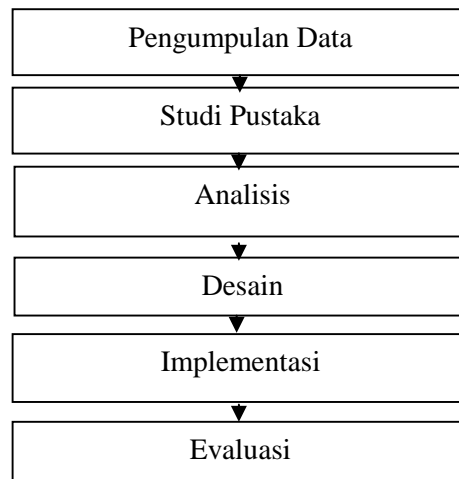 Pengumpulan Data
Studi Pustaka
Analisis
Desain
Implementasi
Evaluasi